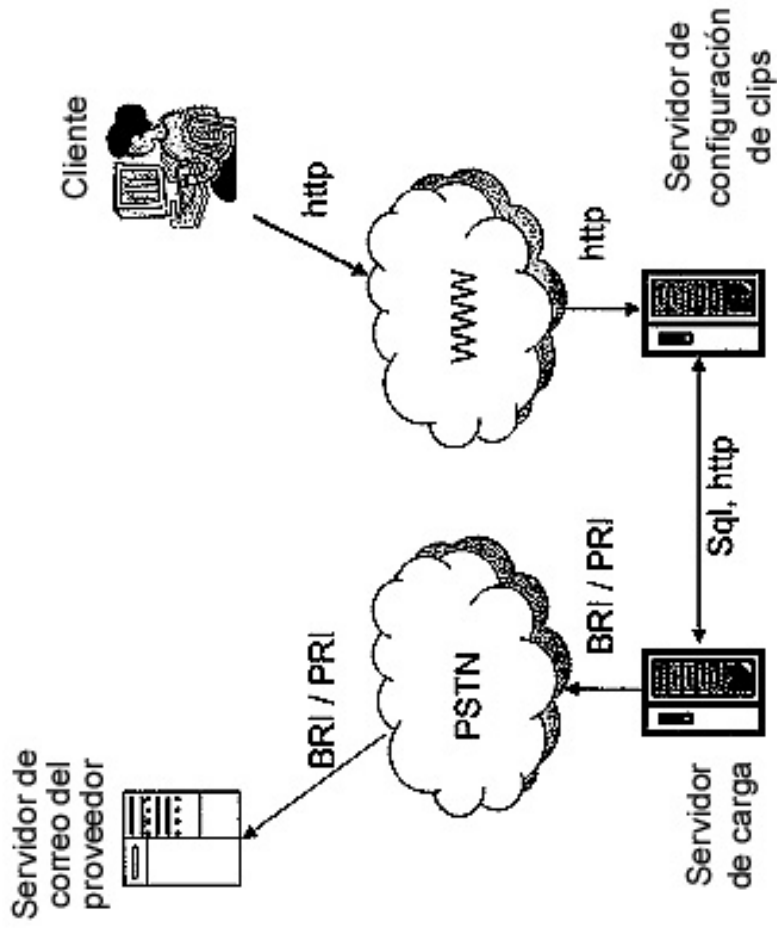 Servidor de
correo del
proveedor
BRI / PRI
PSTN
BRI / PRI
Servidor
de carga
Sql, http
Cliente
http
WWW
http
Servidor de
configuración
de clips